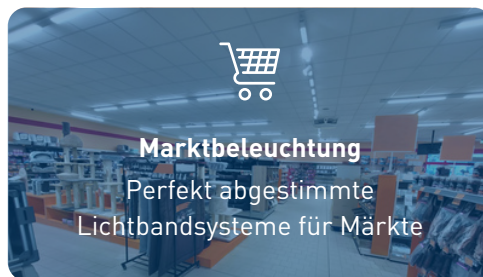 Marktbeleuchtung
Perfekt abgestimmte
Lichtbandsysteme für Märkte